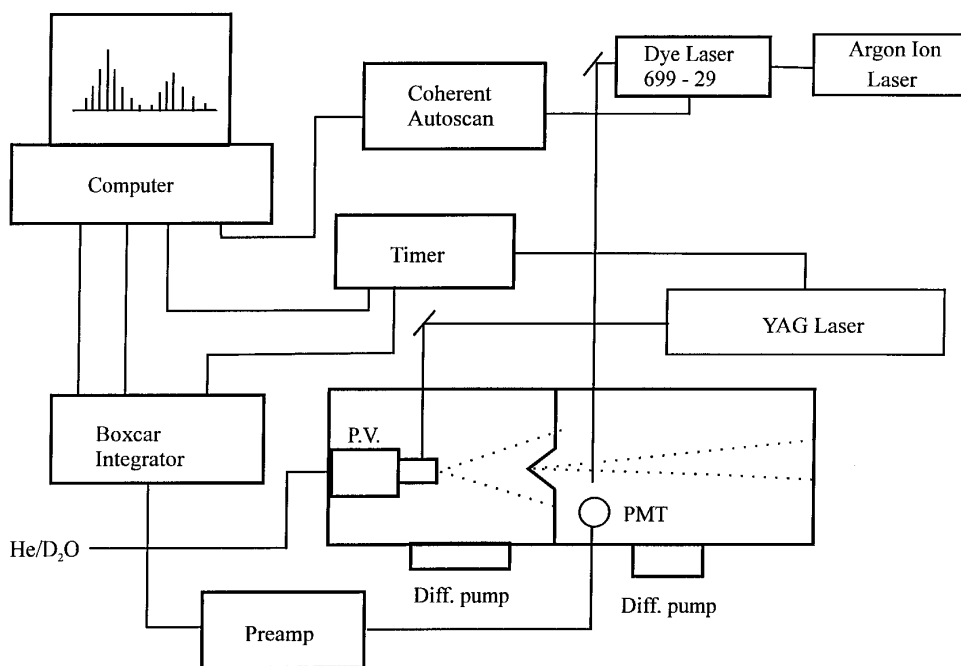 Dye Laser
699 - 29
Argon Ion
Laser
Coherent
Autoscan
Computer
Timer
YAG Laser
Boxcar
Integrator
P.V.
PMT
He/D₂O
Diff. pump
Diff. pump
Preamp